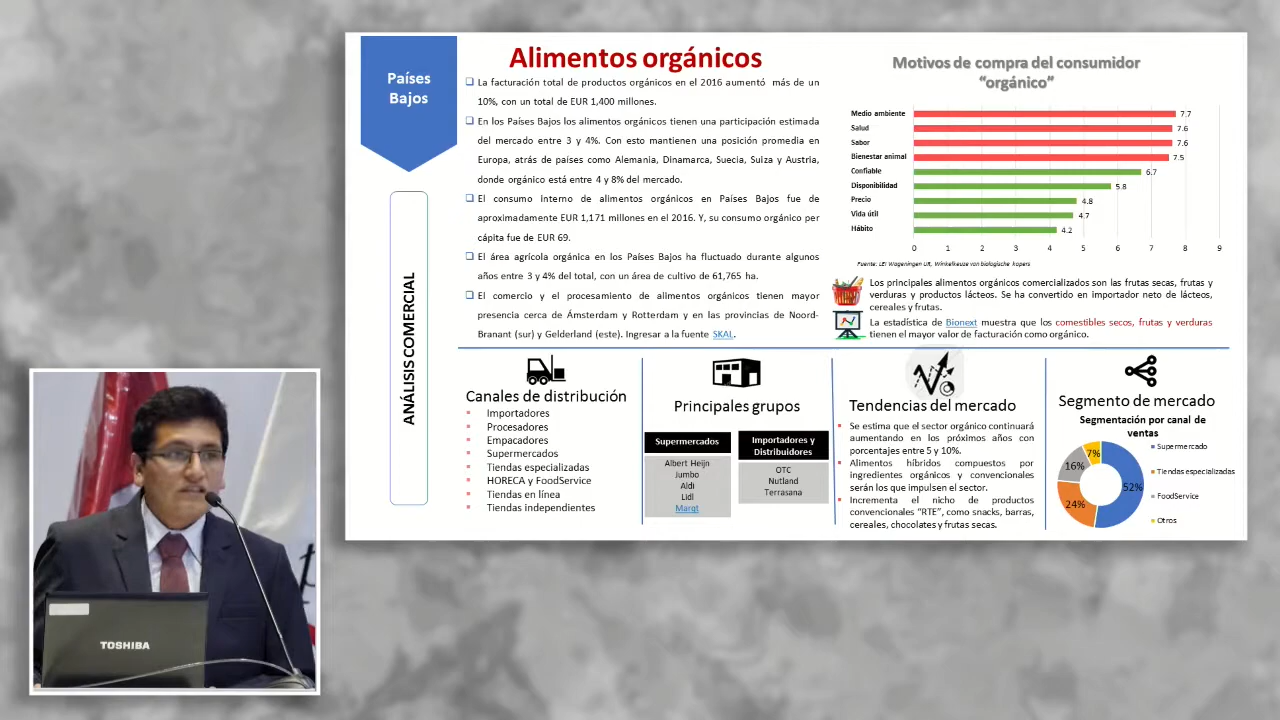 Países
Bajos
ANÁLISIS COMERCIAL
Alimentos orgánicos
❑ La facturación total de productos orgánicos en el 2016 aumentó más de un
10%, con un total de EUR 1,400 millones.
❑ En los Países Bajos los alimentos orgánicos tienen una participación estimada
del mercado entre 3 y 4%. Con esto mantienen una posición promedia en
Europa, atrás de países como Alemania, Dinamarca, Suecia, Suiza y Austria,
donde orgánico está entre 4 y 8% del mercado.
❑ El consumo interno de alimentos orgánicos en Países Bajos fue de
aproximadamente EUR 1,171 millones en el 2016. Y, su consumo orgánico per
cápita fue de EUR 69.
❑ El área agrícola orgánica en los Países Bajos ha fluctuado durante algunos
años entre 3 y 4% del total, con un área de cultivo de 61,765 ha.
❑ El comercio y el procesamiento de alimentos orgánicos tienen mayor
presencia cerca de Ámsterdam y Rotterdam y en las provincias de Noord-
Branant (sur) y Gelderland (este). Ingresar a la fuente SKAL.
Motivos de compra del consumidor
"orgánico"
Medio ambiente 7.7
Salud 7.6
Sabor 7.6
Bienestar animal 7.5
Confiable 6.7
Disponibilidad 5.8
Precio 4.8
Vida útil 4.7
Hábito 4.2
0 1 2 3 4 5 6 7 8 9
Fuente: LEI Wageningen UR, Winkelkeuze van biologische kopers
Los principales alimentos orgánicos comercializados son las frutas secas, frutas y
verduras y productos lácteos. Se ha convertido en importador neto de lácteos,
cereales y frutas.
La estadística de Bionext muestra que los comestibles secos, frutas y verduras
tienen el mayor valor de facturación como orgánico.
Canales de distribución
Importadores
Procesadores
Empacadores
Supermercados
Tiendas especializadas
HORECA y FoodService
Tiendas en línea
Tiendas independientes
Principales grupos
Supermercados
Albert Heijn
Jumbo
Aldi
Lidl
Marqt
Importadores y
Distribuidores
OTC
Nutland
Terrasana
Tendencias del mercado
Se estima que el sector orgánico continuará
aumentando en los próximos años con
porcentajes entre 5 y 10%.
Alimentos híbridos compuestos por
ingredientes orgánicos y convencionales
serán los que impulsen el sector.
Incrementa el nicho de productos
convencionales "RTE", como snacks, barras,
cereales, chocolates y frutas secas.
Segmento de mercado
Segmentación por canal de
ventas
7%
16%
52%
24%
Supermercado
Tiendas especializadas
FoodService
Otros
TOSHIBA